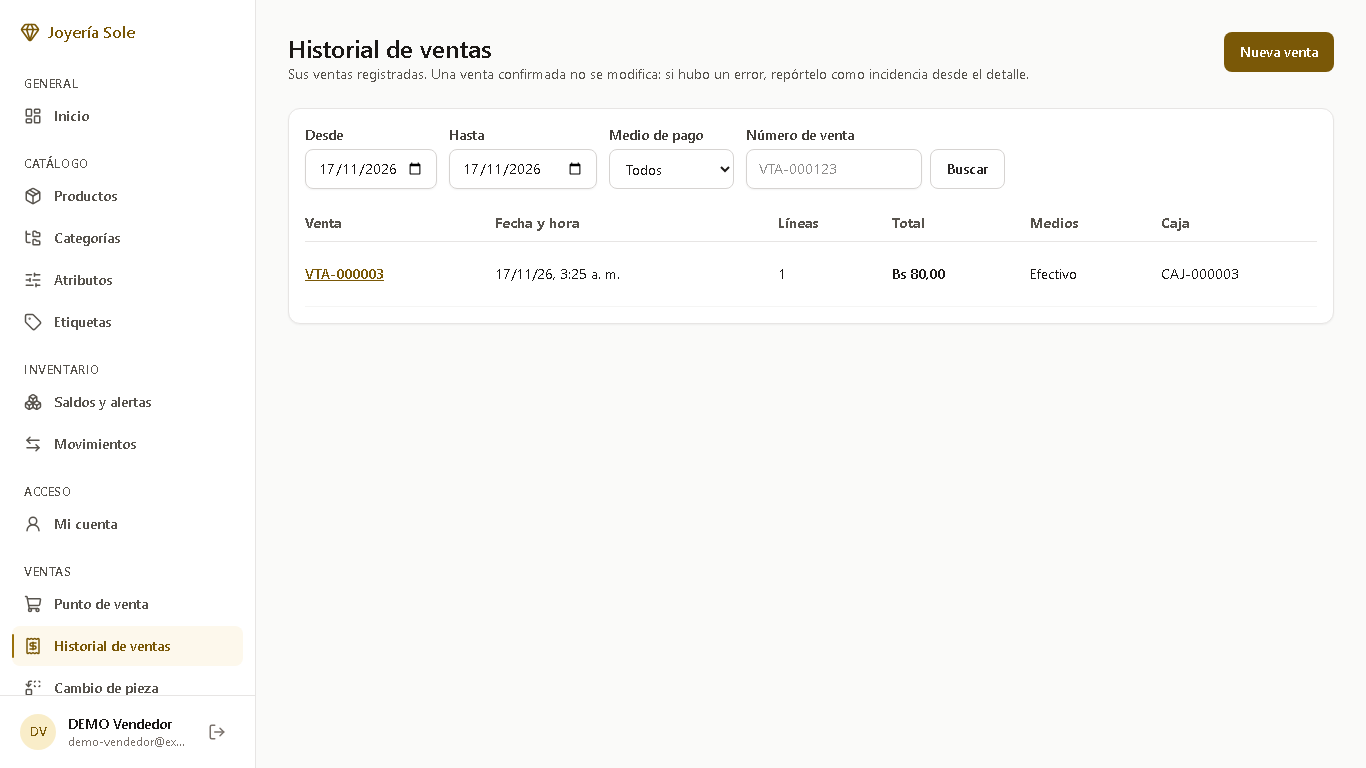 Joyería Sole
GENERAL
Inicio
CATÁLOGO
Productos
Categorías
Atributos
Etiquetas
INVENTARIO
Saldos y alertas
Movimientos
ACCESO
Mi cuenta
VENTAS
Punto de venta
Historial de ventas
Cambio de pieza
DV
DEMO Vendedor
demo-vendedor@ex...
Historial de ventas
Sus ventas registradas. Una venta confirmada no se modifica: si hubo un error, repórtelo como incidencia desde el detalle.
Nueva venta
Desde Hasta Medio de pago Número de venta
17/11/2026 17/11/2026 Todos VTA-000123 Buscar
Venta Fecha y hora Líneas Total Medios Caja
VTA-000003 17/11/26, 3:25 a. m. 1 Bs 80,00 Efectivo CAJ-000003